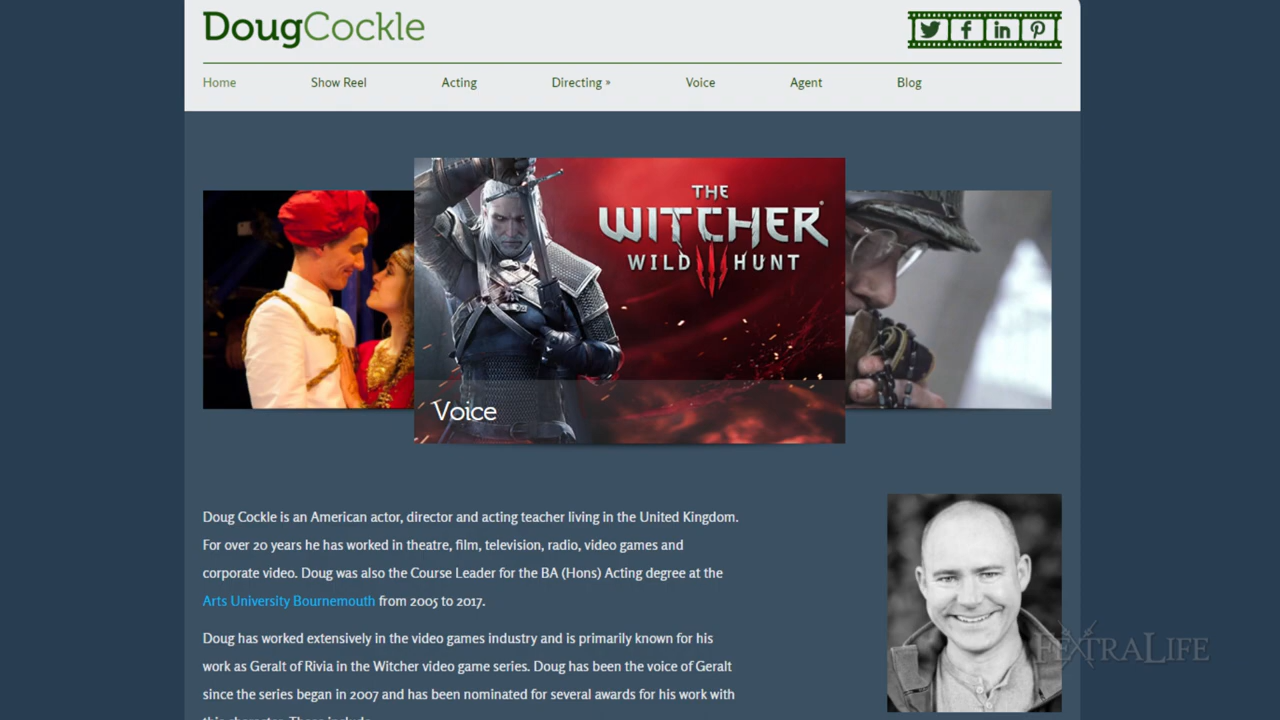 DougCockle
Home Show Reel Acting Directing » Voice Agent Blog
THE
WITCHER®
WILD HUNT
Voice
Doug Cockle is an American actor, director and acting teacher living in the United Kingdom.
For over 20 years he has worked in theatre, film, television, radio, video games and
corporate video. Doug was also the Course Leader for the BA (Hons) Acting degree at the
Arts University Bournemouth from 2005 to 2017.
Doug has worked extensively in the video games industry and is primarily known for his
work as Geralt of Rivia in the Witcher video game series. Doug has been the voice of Geralt
since the series began in 2007 and has been nominated for several awards for his work with
this character. These include
FEXTRALIFE